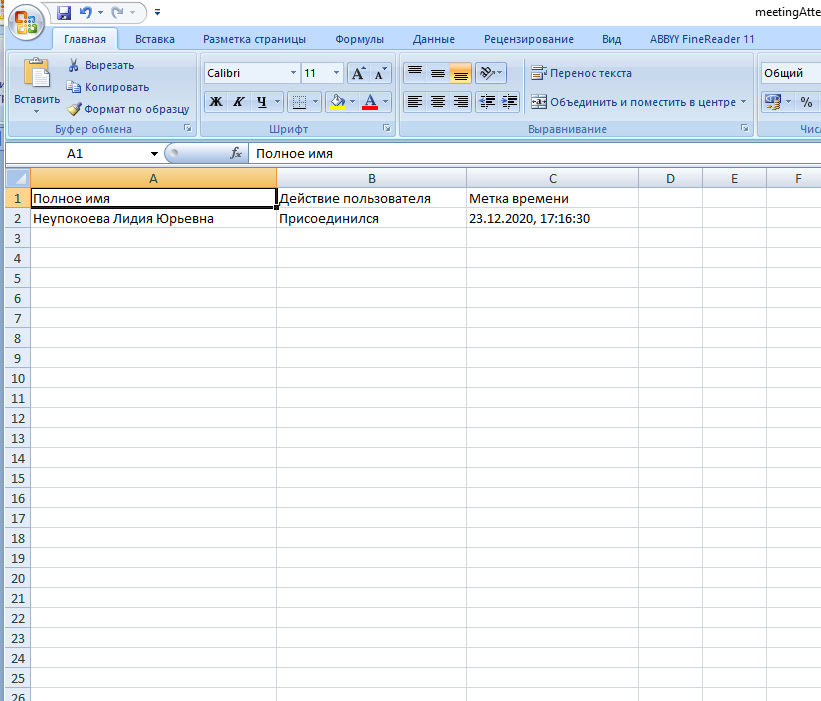 meetingAtte
Главная Вставка Разметка страницы Формулы Данные Рецензирование Вид ABBYY FineReader 11
Вставить
Вырезать
Копировать
Формат по образцу
Буфер обмена
Calibri 11
Ж К Ч
Шрифт
Перенос текста
Объединить и поместить в центре
Выравнивание
Общий
%
Числ
A1 fx Полное имя
A B C D E F
1 Полное имя Действие пользователя Метка времени
2 Неупокоева Лидия Юрьевна Присоединился 23.12.2020, 17:16:30
3
4
5
6
7
8
9
10
11
12
13
14
15
16
17
18
19
20
21
22
23
24
25
26